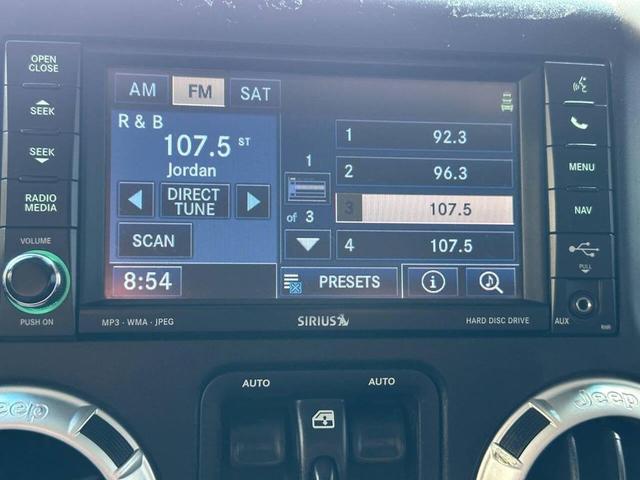 OPEN
CLOSE
SEEK
SEEK
RADIO
MEDIA
VOLUME
PUSH ON
AM FM SAT
R & B
107.5 ST
Jordan
DIRECT
TUNE
SCAN
8:54
1
of 3
1 92.3
2 96.3
3 107.5
4 107.5
PRESETS
MENU
NAV
PULL
AUX
MP3 · WMA · JPEG
SIRIUS
HARD DISC DRIVE
AUTO
AUTO
Jeep
Jeep